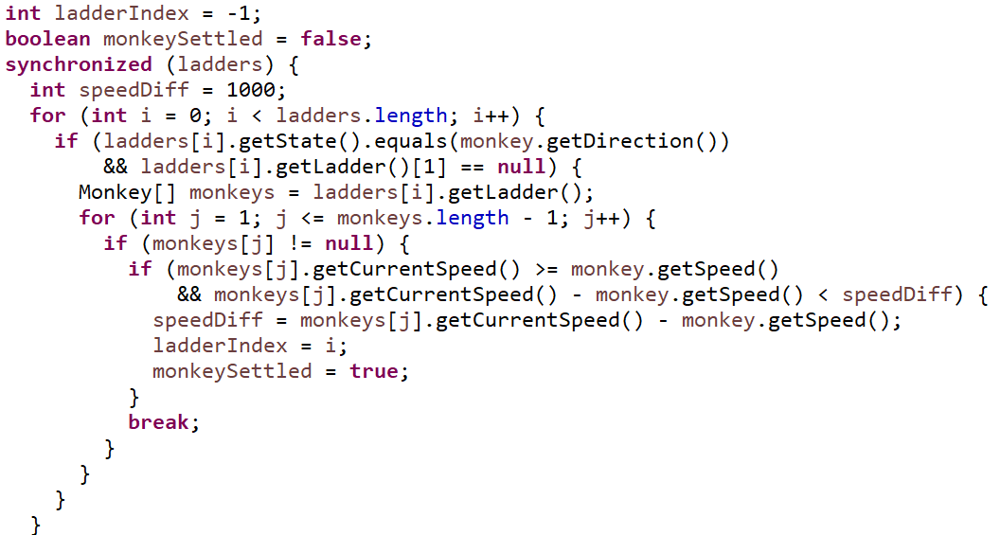 int ladderIndex = -1;
boolean monkeySettled = false;
synchronized (ladders) {
  int speedDiff = 1000;
  for (int i = 0; i < ladders.length; i++) {
    if (ladders[i].getState().equals(monkey.getDirection())
        && ladders[i].getLadder()[1] == null) {
      Monkey[] monkeys = ladders[i].getLadder();
      for (int j = 1; j <= monkeys.length - 1; j++) {
        if (monkeys[j] != null) {
          if (monkeys[j].getCurrentSpeed() >= monkey.getSpeed()
              && monkeys[j].getCurrentSpeed() - monkey.getSpeed() < speedDiff) {
            speedDiff = monkeys[j].getCurrentSpeed() - monkey.getSpeed();
            ladderIndex = i;
            monkeySettled = true;
          }
          break;
        }
      }
    }
  }